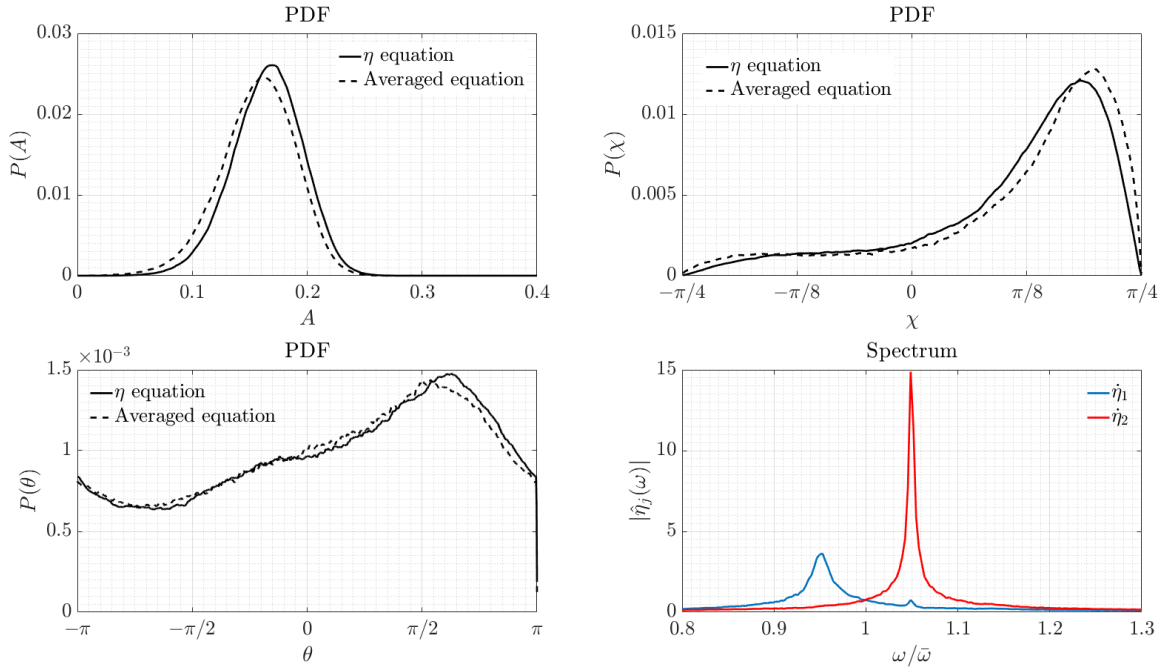 PDF
0.03
0.02
0.01
0
P(A)
η equation
Averaged equation
0
0.1
0.2
0.3
0.4
A
PDF
0.015
0.01
0.005
0
P(χ)
η equation
Averaged equation
−π/4
−π/8
0
π/8
π/4
χ
PDF
×10⁻³
1.5
1
0.5
0
P(θ)
η equation
Averaged equation
−π
−π/2
0
π/2
π
θ
Spectrum
15
10
5
0
|η̂ⱼ(ω)|
η̇₁
η̇₂
0.8
0.9
1
1.1
1.2
1.3
ω/ω̄